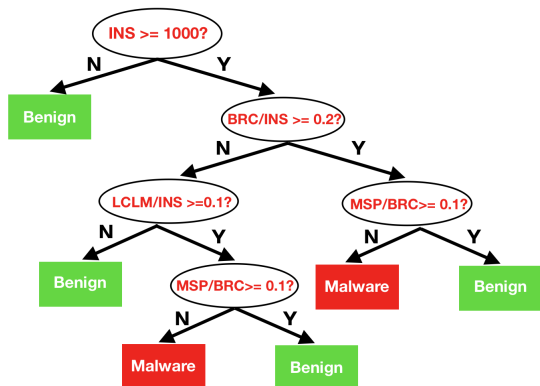 INS >= 1000?
N
Y
Benign
BRC/INS >= 0.2?
N
Y
LCLM/INS >=0.1?
MSP/BRC>= 0.1?
N
Y
N
Y
Benign
MSP/BRC>= 0.1?
Malware
Benign
N
Y
Malware
Benign